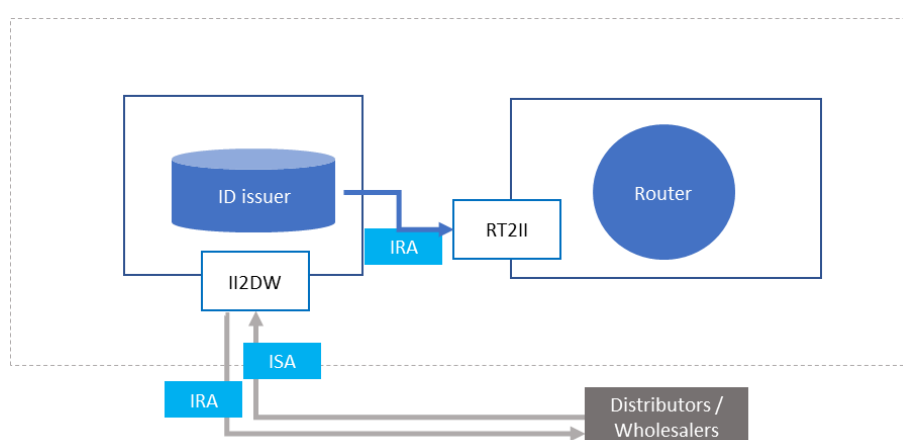 ID issuer
Router
RT2II
IRA
II2DW
ISA
IRA
Distributors /
Wholesalers